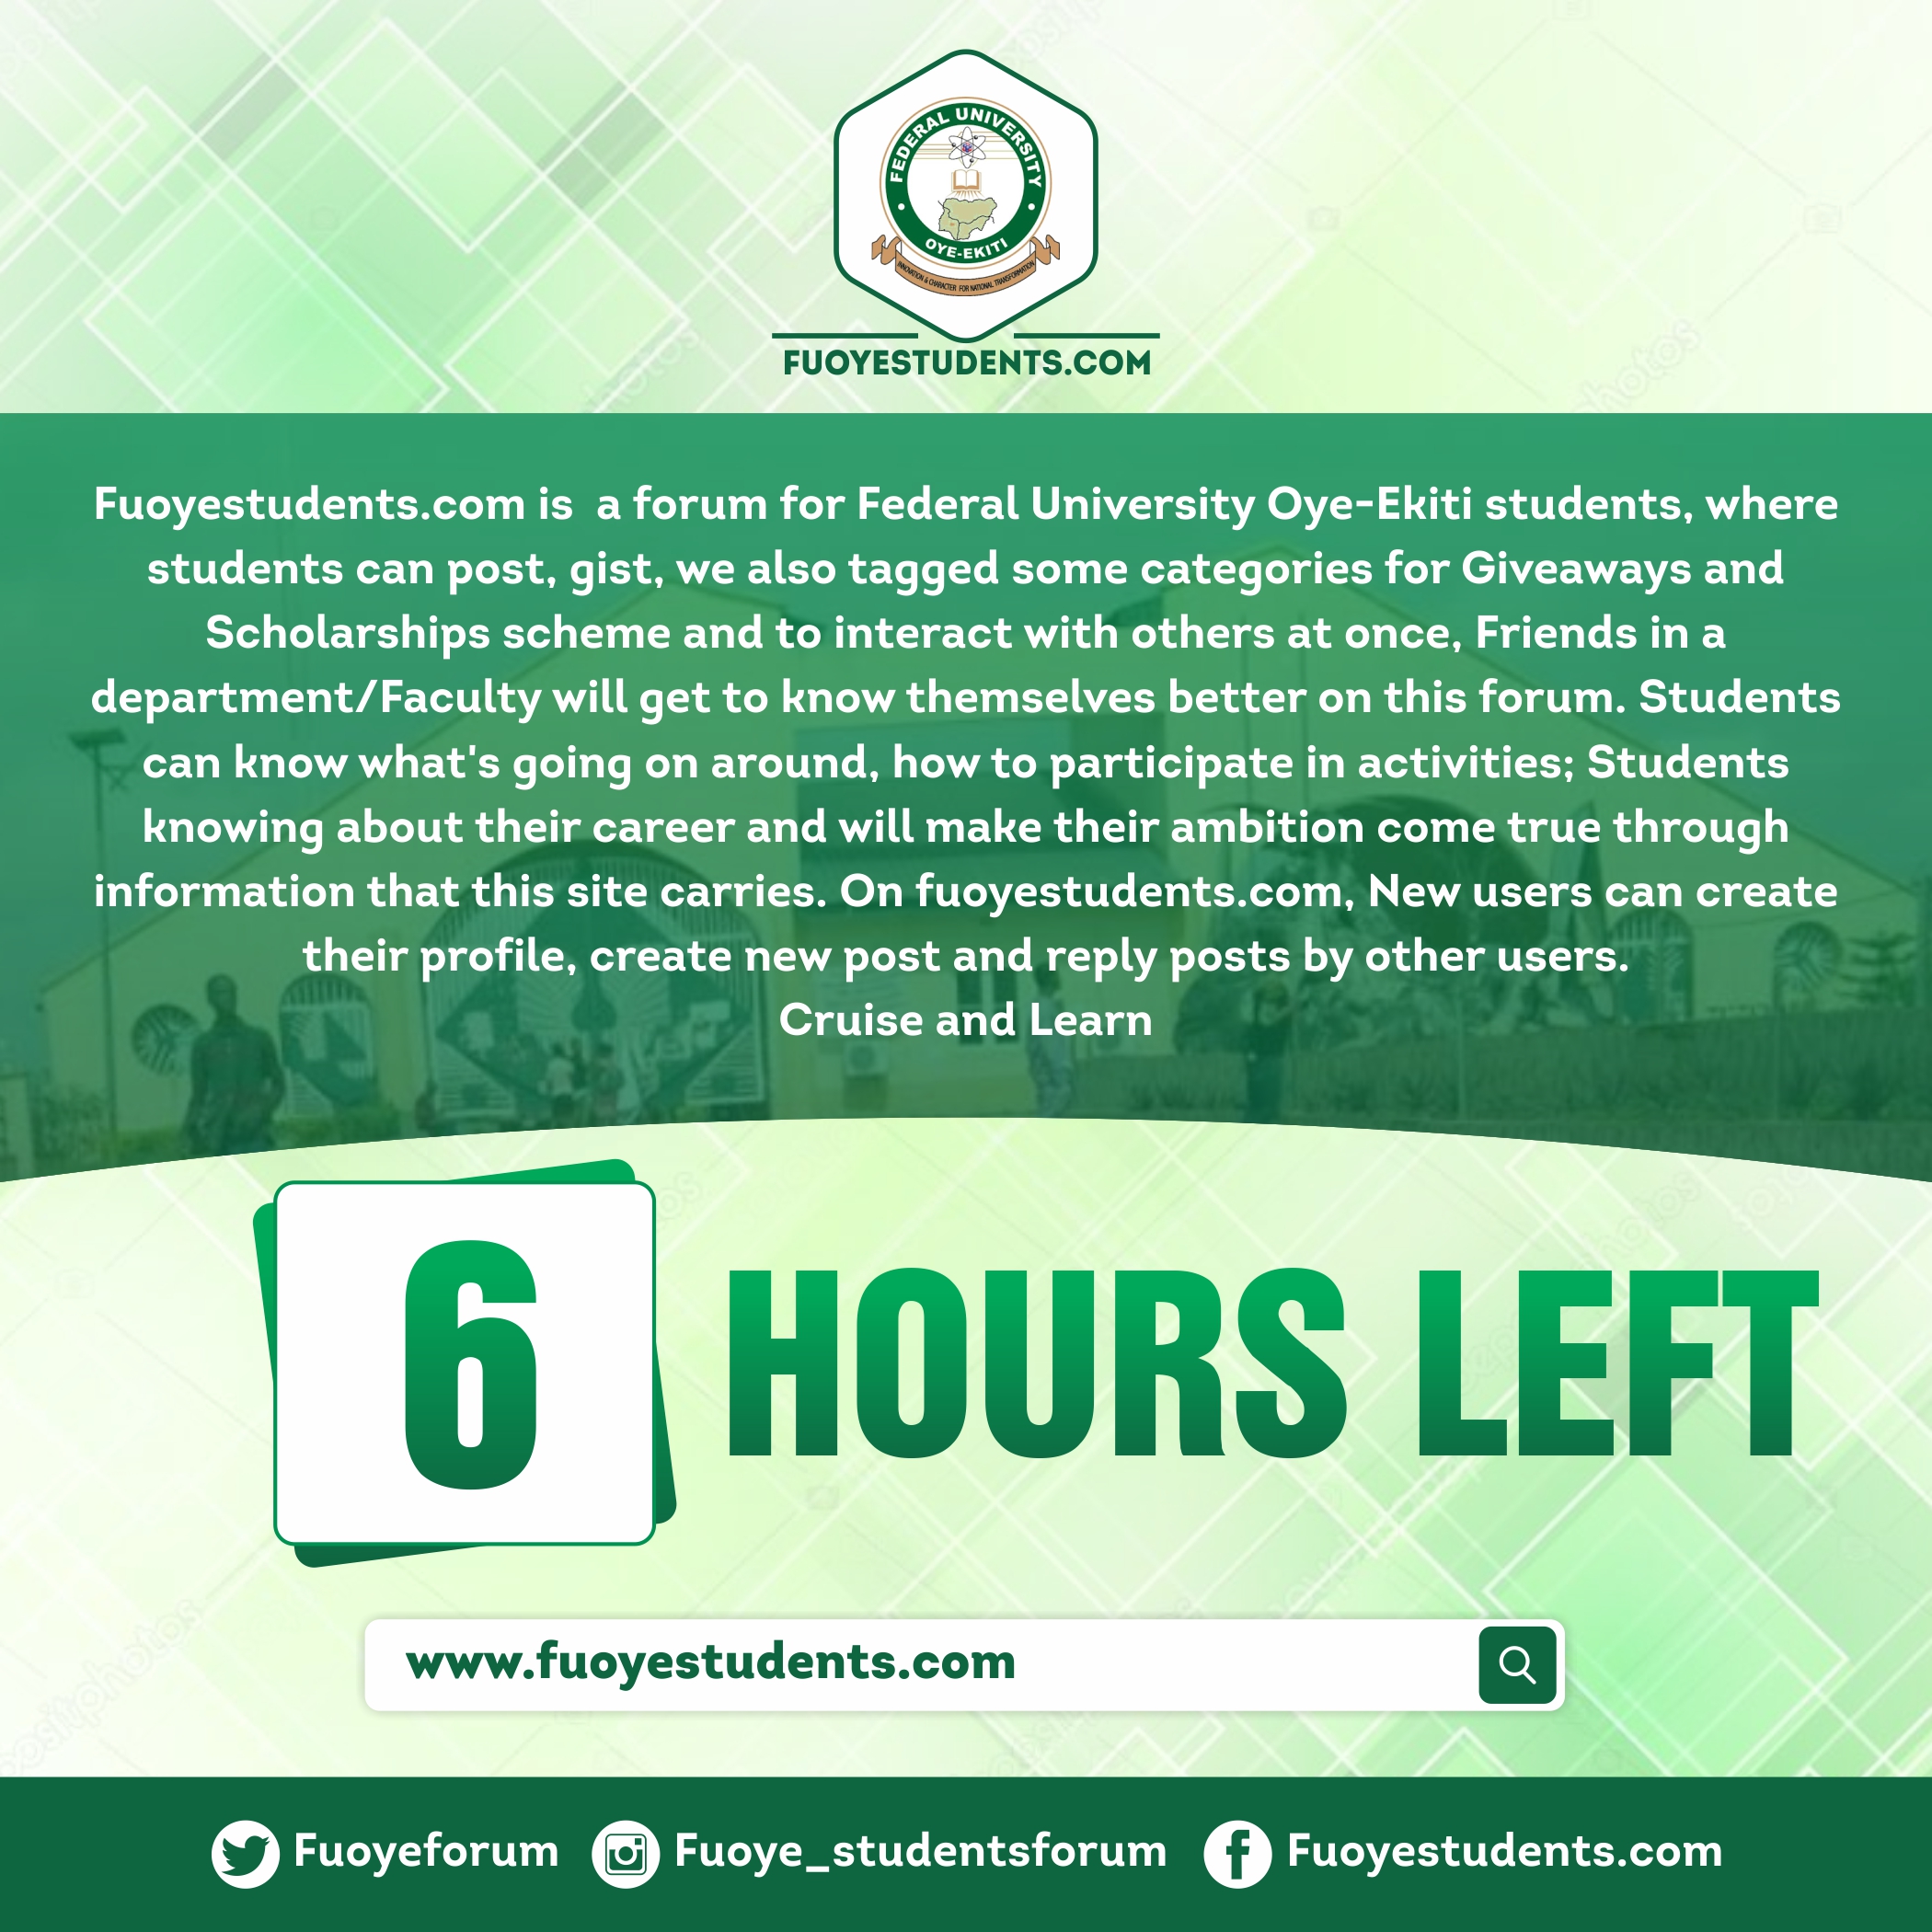 FEDERAL UNIVERSITY
OYE-EKITI
INNOVATION & CHARACTER FOR NATIONAL TRANSFORMATION
FUOYESTUDENTS.COM
Fuoyestudents.com is  a forum for Federal University Oye-Ekiti students, where
students can post, gist, we also tagged some categories for Giveaways and
Scholarships scheme and to interact with others at once, Friends in a
department/Faculty will get to know themselves better on this forum. Students
can know what's going on around, how to participate in activities; Students
knowing about their career and will make their ambition come true through
information that this site carries. On fuoyestudents.com, New users can create
their profile, create new post and reply posts by other users.
Cruise and Learn
6 HOURS LEFT
www.fuoyestudents.com
Fuoyeforum Fuoye_studentsforum Fuoyestudents.com